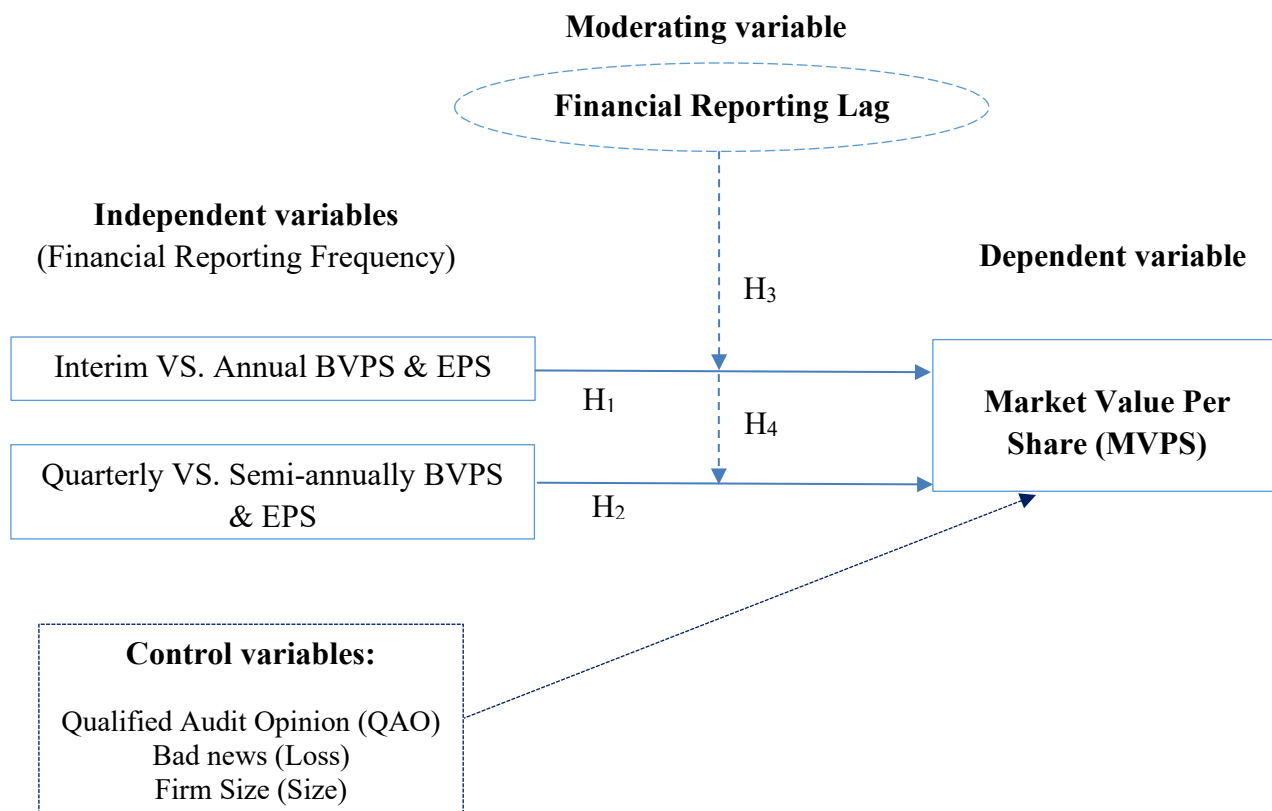 Moderating variable
Financial Reporting Lag
Independent variables
(Financial Reporting Frequency)
Dependent variable
H3
Interim VS. Annual BVPS & EPS
H1
H4
Market Value Per
Share (MVPS)
Quarterly VS. Semi-annually BVPS
& EPS
H2
Control variables:
Qualified Audit Opinion (QAO)
Bad news (Loss)
Firm Size (Size)